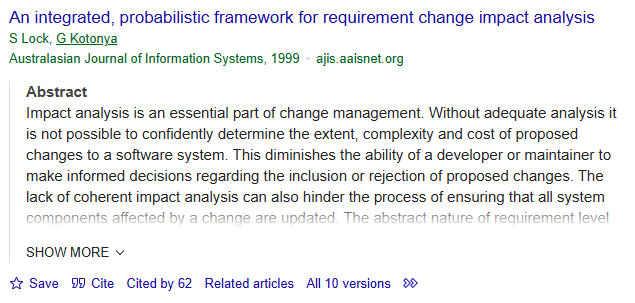 An integrated, probabilistic framework for requirement change impact analysis
S Lock, G Kotonya
Australasian Journal of Information Systems, 1999 · ajis.aaisnet.org
Abstract
Impact analysis is an essential part of change management. Without adequate analysis it
is not possible to confidently determine the extent, complexity and cost of proposed
changes to a software system. This diminishes the ability of a developer or maintainer to
make informed decisions regarding the inclusion or rejection of proposed changes. The
lack of coherent impact analysis can also hinder the process of ensuring that all system
components affected by a change are updated. The abstract nature of requirement level
SHOW MORE
Save Cite Cited by 62 Related articles All 10 versions